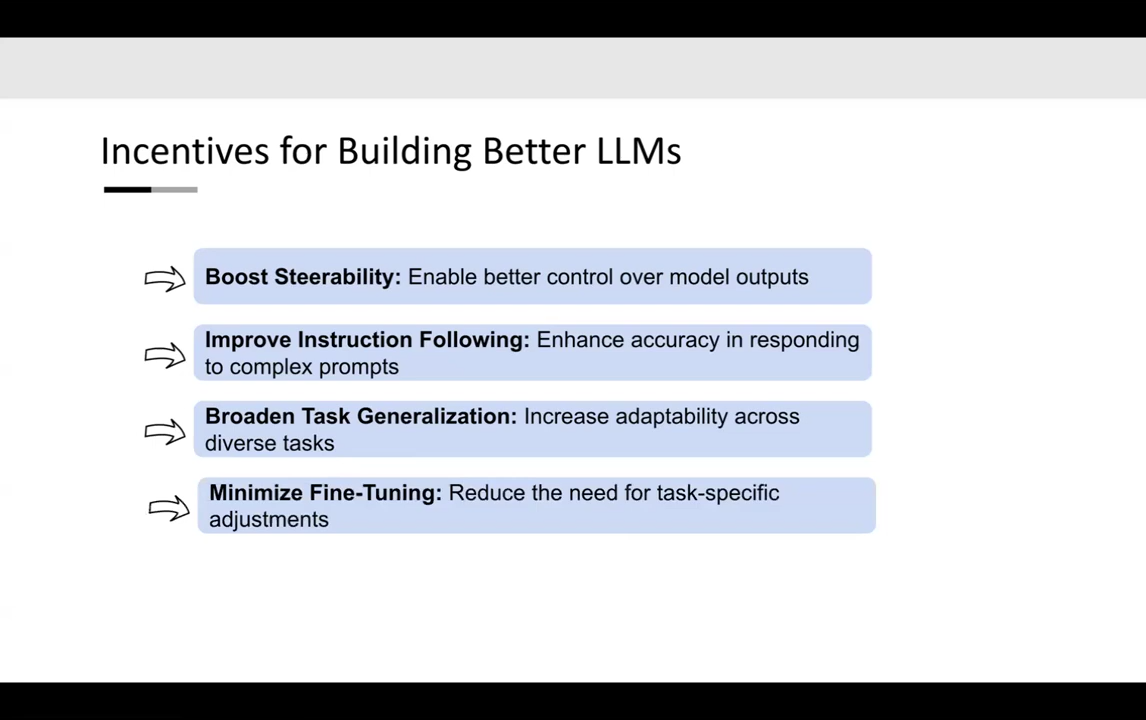 Incentives for Building Better LLMs
Boost Steerability: Enable better control over model outputs
Improve Instruction Following: Enhance accuracy in responding
to complex prompts
Broaden Task Generalization: Increase adaptability across
diverse tasks
Minimize Fine-Tuning: Reduce the need for task-specific
adjustments